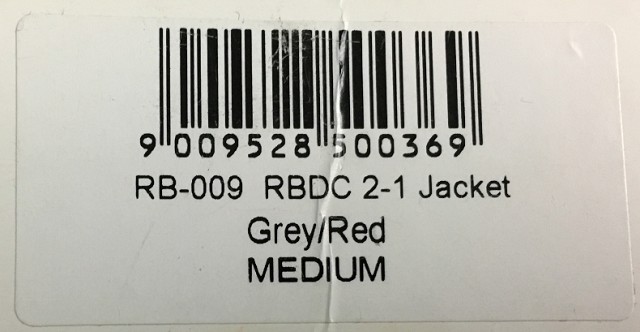 9 009528 500369
RB-009 RBDC 2-1 Jacket
Grey/Red
MEDIUM